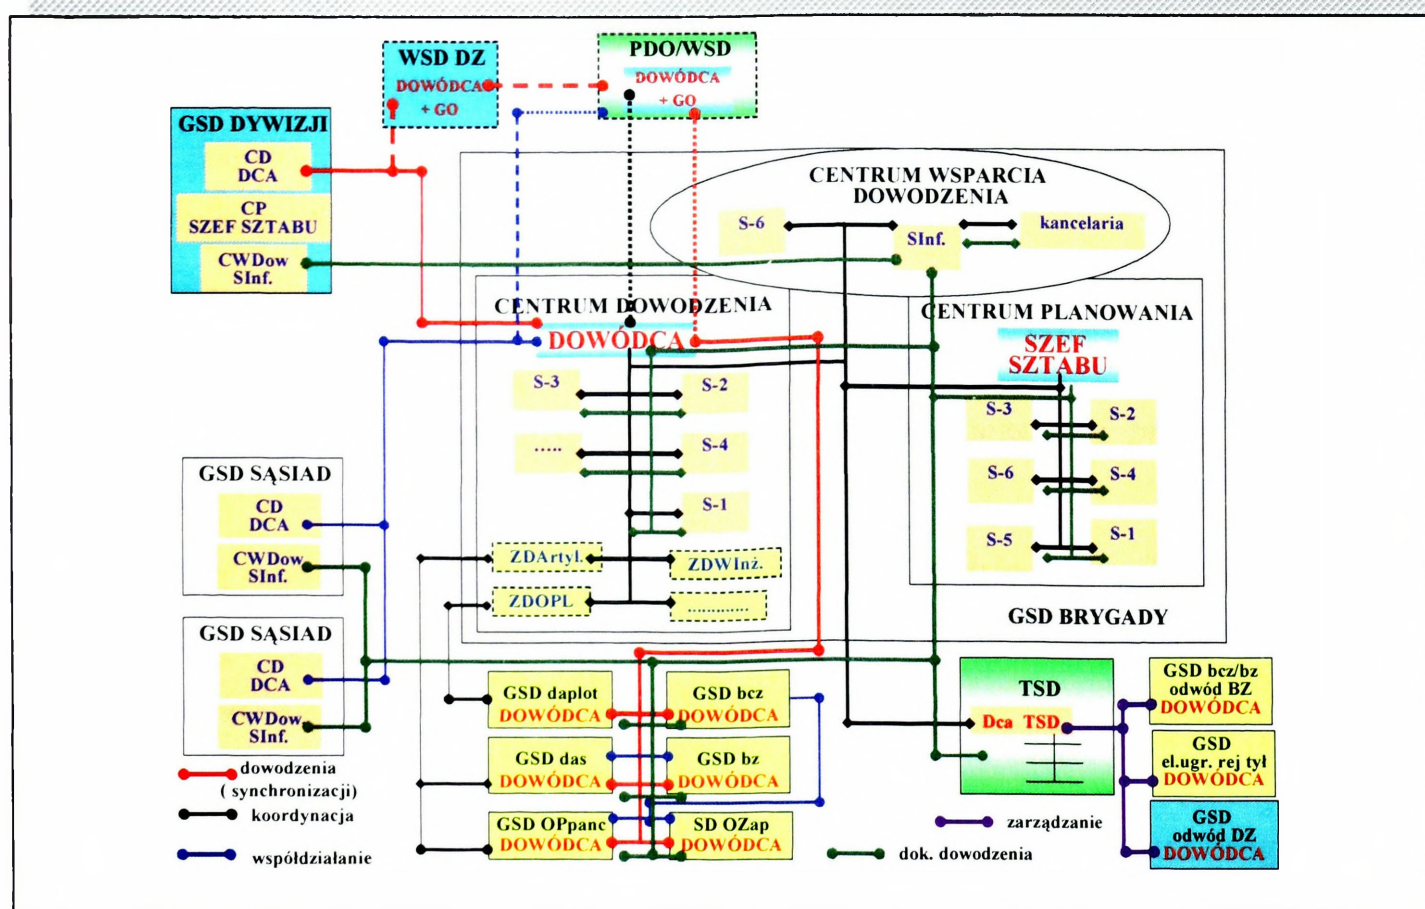 WSD DZ
DOWÓDCA
+ GO
PDO/WSD
DOWÓDCA
+ GO
GSD DYWIZJI
CD
DCA
CP
SZEF SZTABU
CWDow
SInf.
CENTRUM WSPARCIA
DOWODZENIA
S-6
SInf.
kancelaria
CENTRUM DOWODZENIA
DOWÓDCA
S-3
S-2
.....
S-4
S-1
ZDArtyl.
ZDWInż.
ZDOPL
.............
CENTRUM PLANOWANIA
SZEF
SZTABU
S-3
S-2
S-6
S-4
S-5
S-1
GSD BRYGADY
GSD SĄSIAD
CD
DCA
CWDow
SInf.
GSD SĄSIAD
CD
DCA
CWDow
SInf.
GSD daplot
DOWÓDCA
GSD bcz
DOWÓDCA
GSD das
DOWÓDCA
GSD bz
DOWÓDCA
GSD OPpanc
DOWÓDCA
SD OZap
DOWÓDCA
TSD
Dca TSD
GSD bcz/bz
odwód BZ
DOWÓDCA
GSD
el.ugr. rej tył
DOWÓDCA
GSD
odwód DZ
DOWÓDCA
dowodzenia
( synchronizacji)
koordynacja
współdziałanie
zarządzanie
dok. dowodzenia